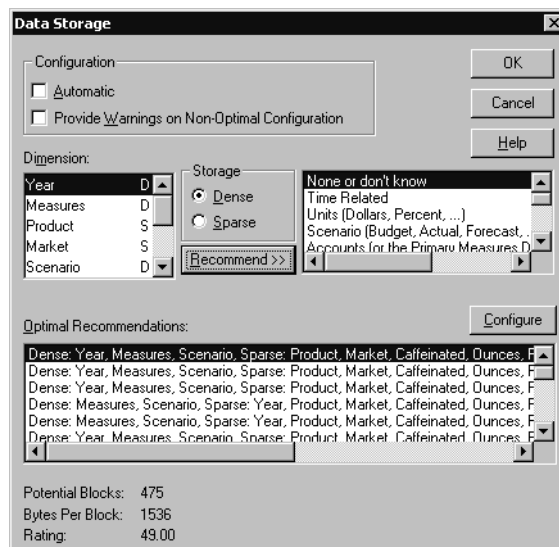 Data Storage
Configuration
Automatic
Provide Warnings on Non-Optimal Configuration
OK
Cancel
Help
Dimension:
Year D
Measures D
Product S
Market S
Scenario D
Storage
Dense
Sparse
Recommend >>
None or don't know
Time Related
Units (Dollars, Percent, ...)
Scenario (Budget, Actual, Forecast, .
Accounts (or the Primary Measures D
Configure
Optimal Recommendations:
Dense: Year, Measures, Scenario, Sparse: Product, Market, Caffeinated, Ounces, F
Dense: Year, Measures, Scenario, Sparse: Product, Market, Caffeinated, Ounces, F
Dense: Year, Measures, Scenario, Sparse: Product, Market, Caffeinated, Ounces, F
Dense: Measures, Scenario, Sparse: Year, Product, Market, Caffeinated, Ounces, F
Dense: Measures, Scenario, Sparse: Year, Product, Market, Caffeinated, Ounces, F
Dense: Year, Measures, Scenario, Sparse: Product, Market, Caffeinated, Ounces, F
Potential Blocks: 475
Bytes Per Block: 1536
Rating: 49.00